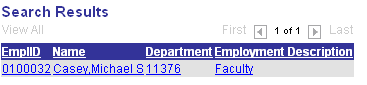 Search Results
View All First 1 of 1 Last
EmplID Name Department Employment Description
0100032 Casey,Michael S 11376 Faculty